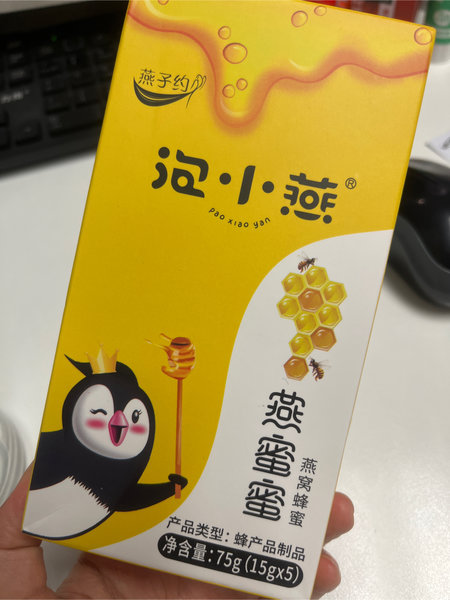 燕子约
泡小燕®
pao xiao yan
燕蜜蜜
燕窝蜂蜜
产品类型：蜂产品制品
净含量：75g(15gx5)